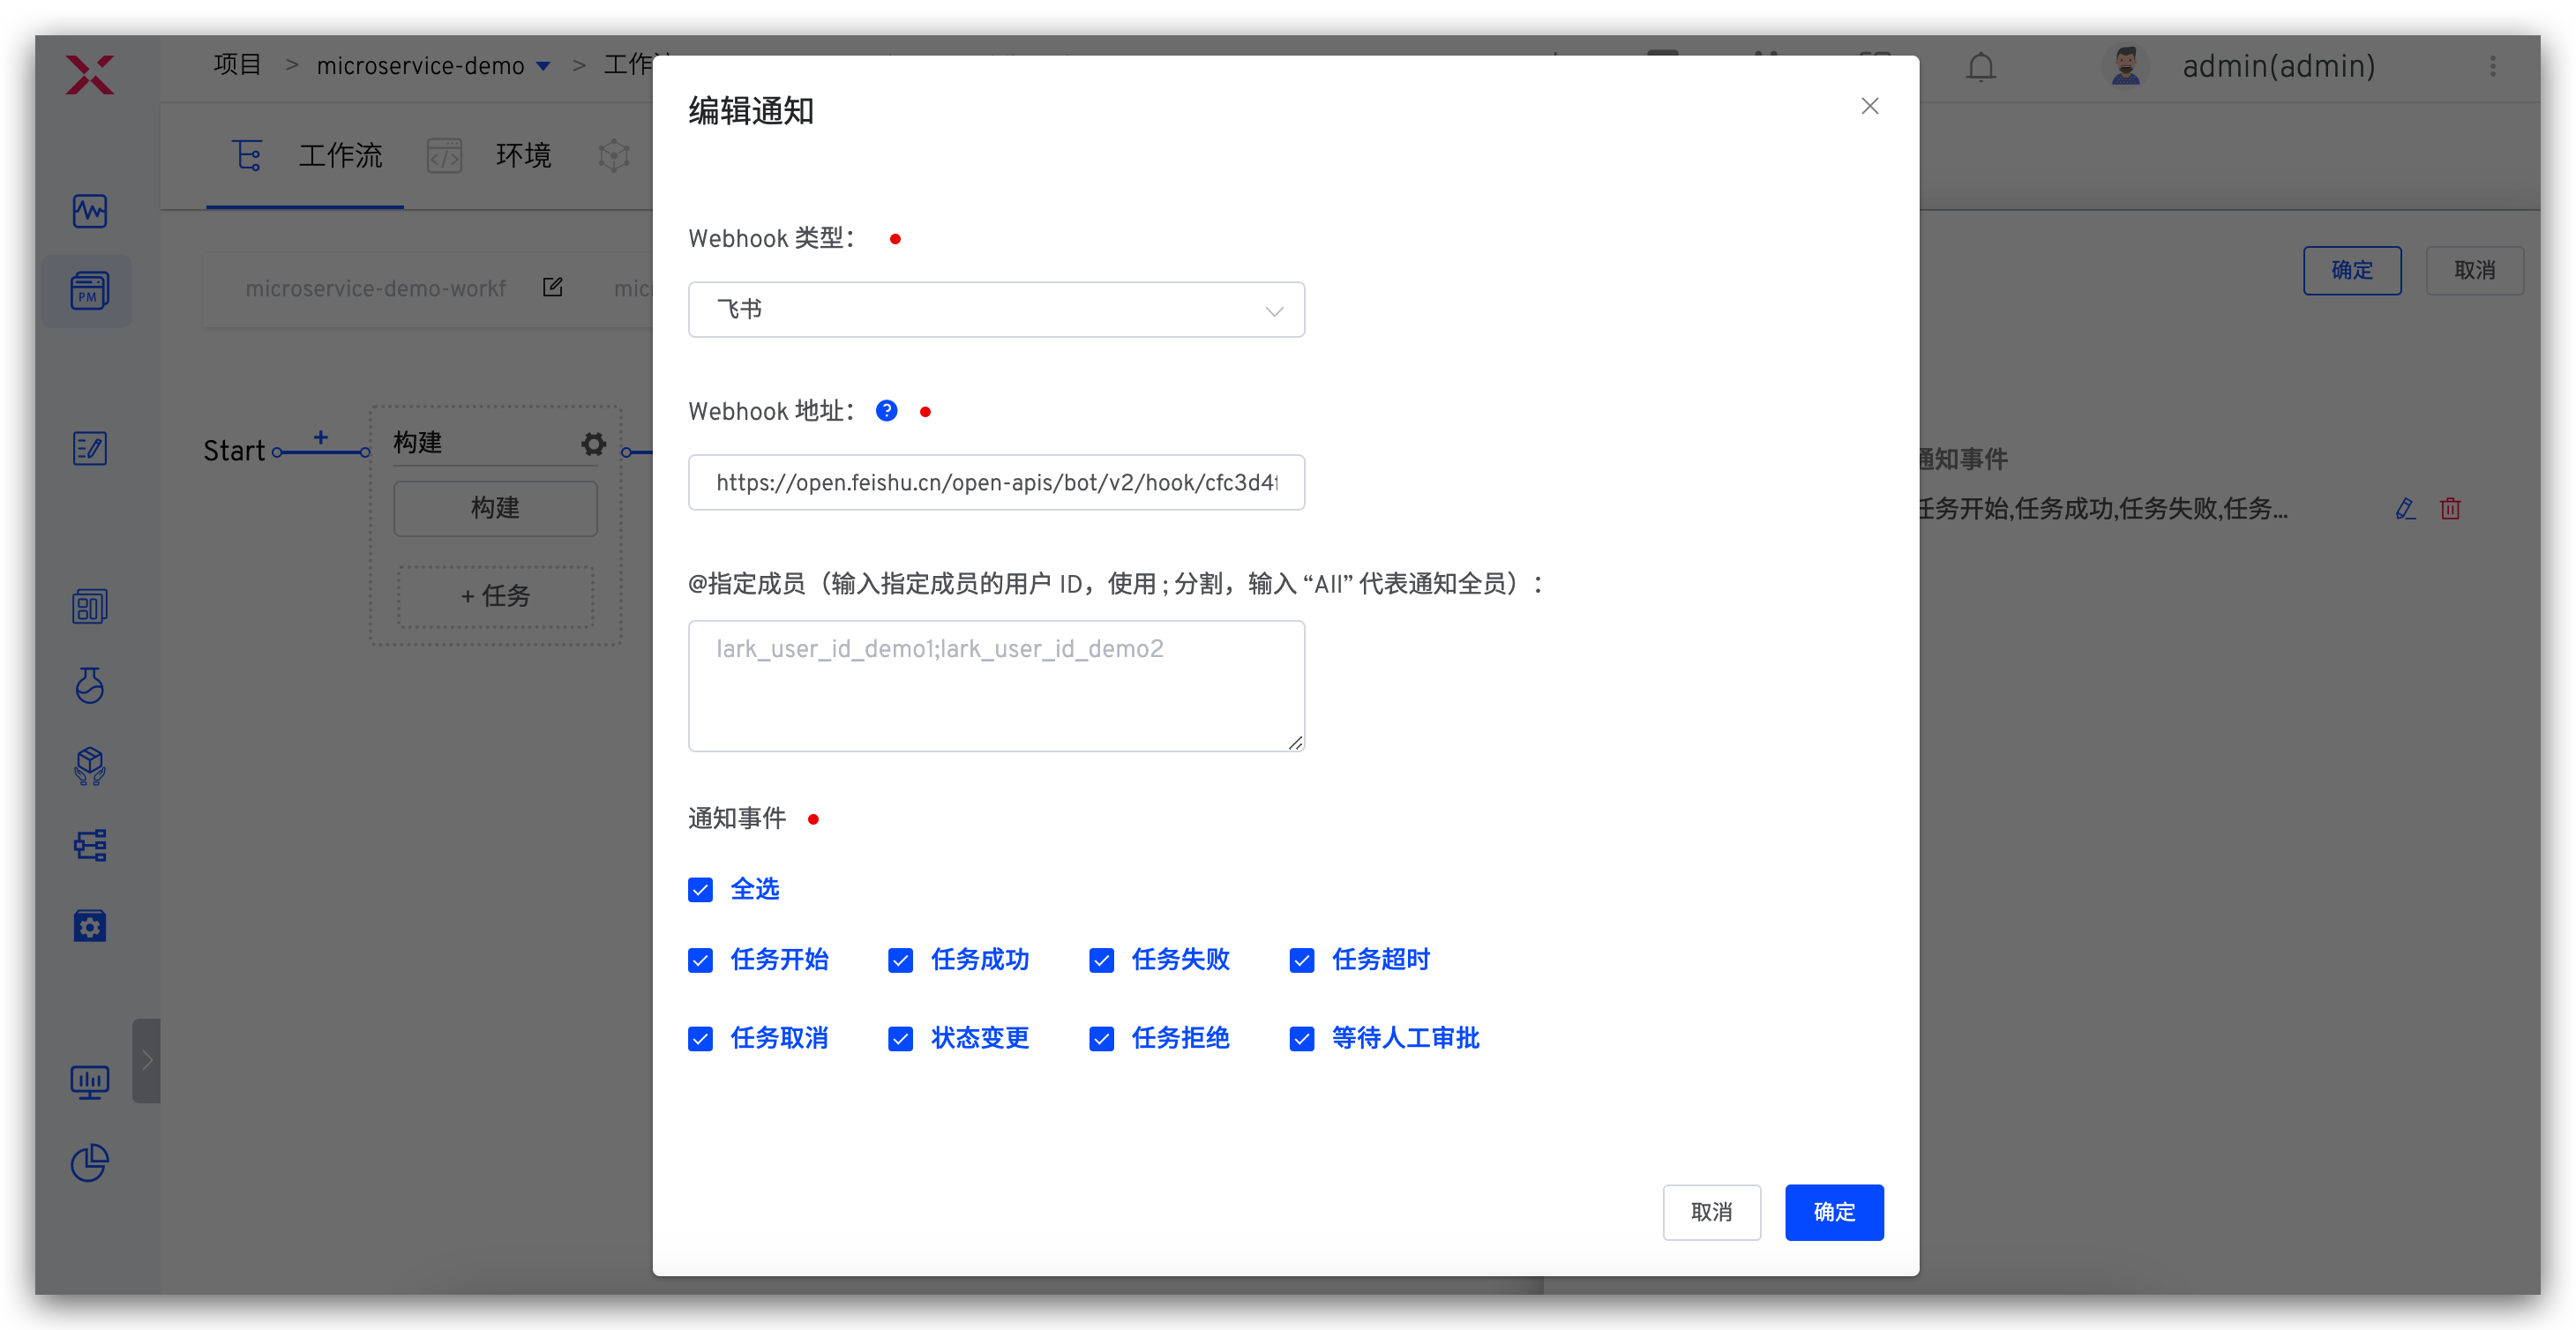 项目 > microservice-demo > 工作
admin(admin)
工作流
环境
microservice-demo-workf
确定
取消
Start
构建
构建
+ 任务
PM
编辑通知
Webhook 类型：
飞书
Webhook 地址：
https://open.feishu.cn/open-apis/bot/v2/hook/cfc3d4
@指定成员（输入指定成员的用户 ID，使用 ; 分割，输入 “All” 代表通知全员）：
lark_user_id_demo1;lark_user_id_demo2
通知事件
全选
任务开始 任务成功 任务失败 任务超时
任务取消 状态变更 任务拒绝 等待人工审批
取消 确定
通知事件
任务开始,任务成功,任务失败,任务...